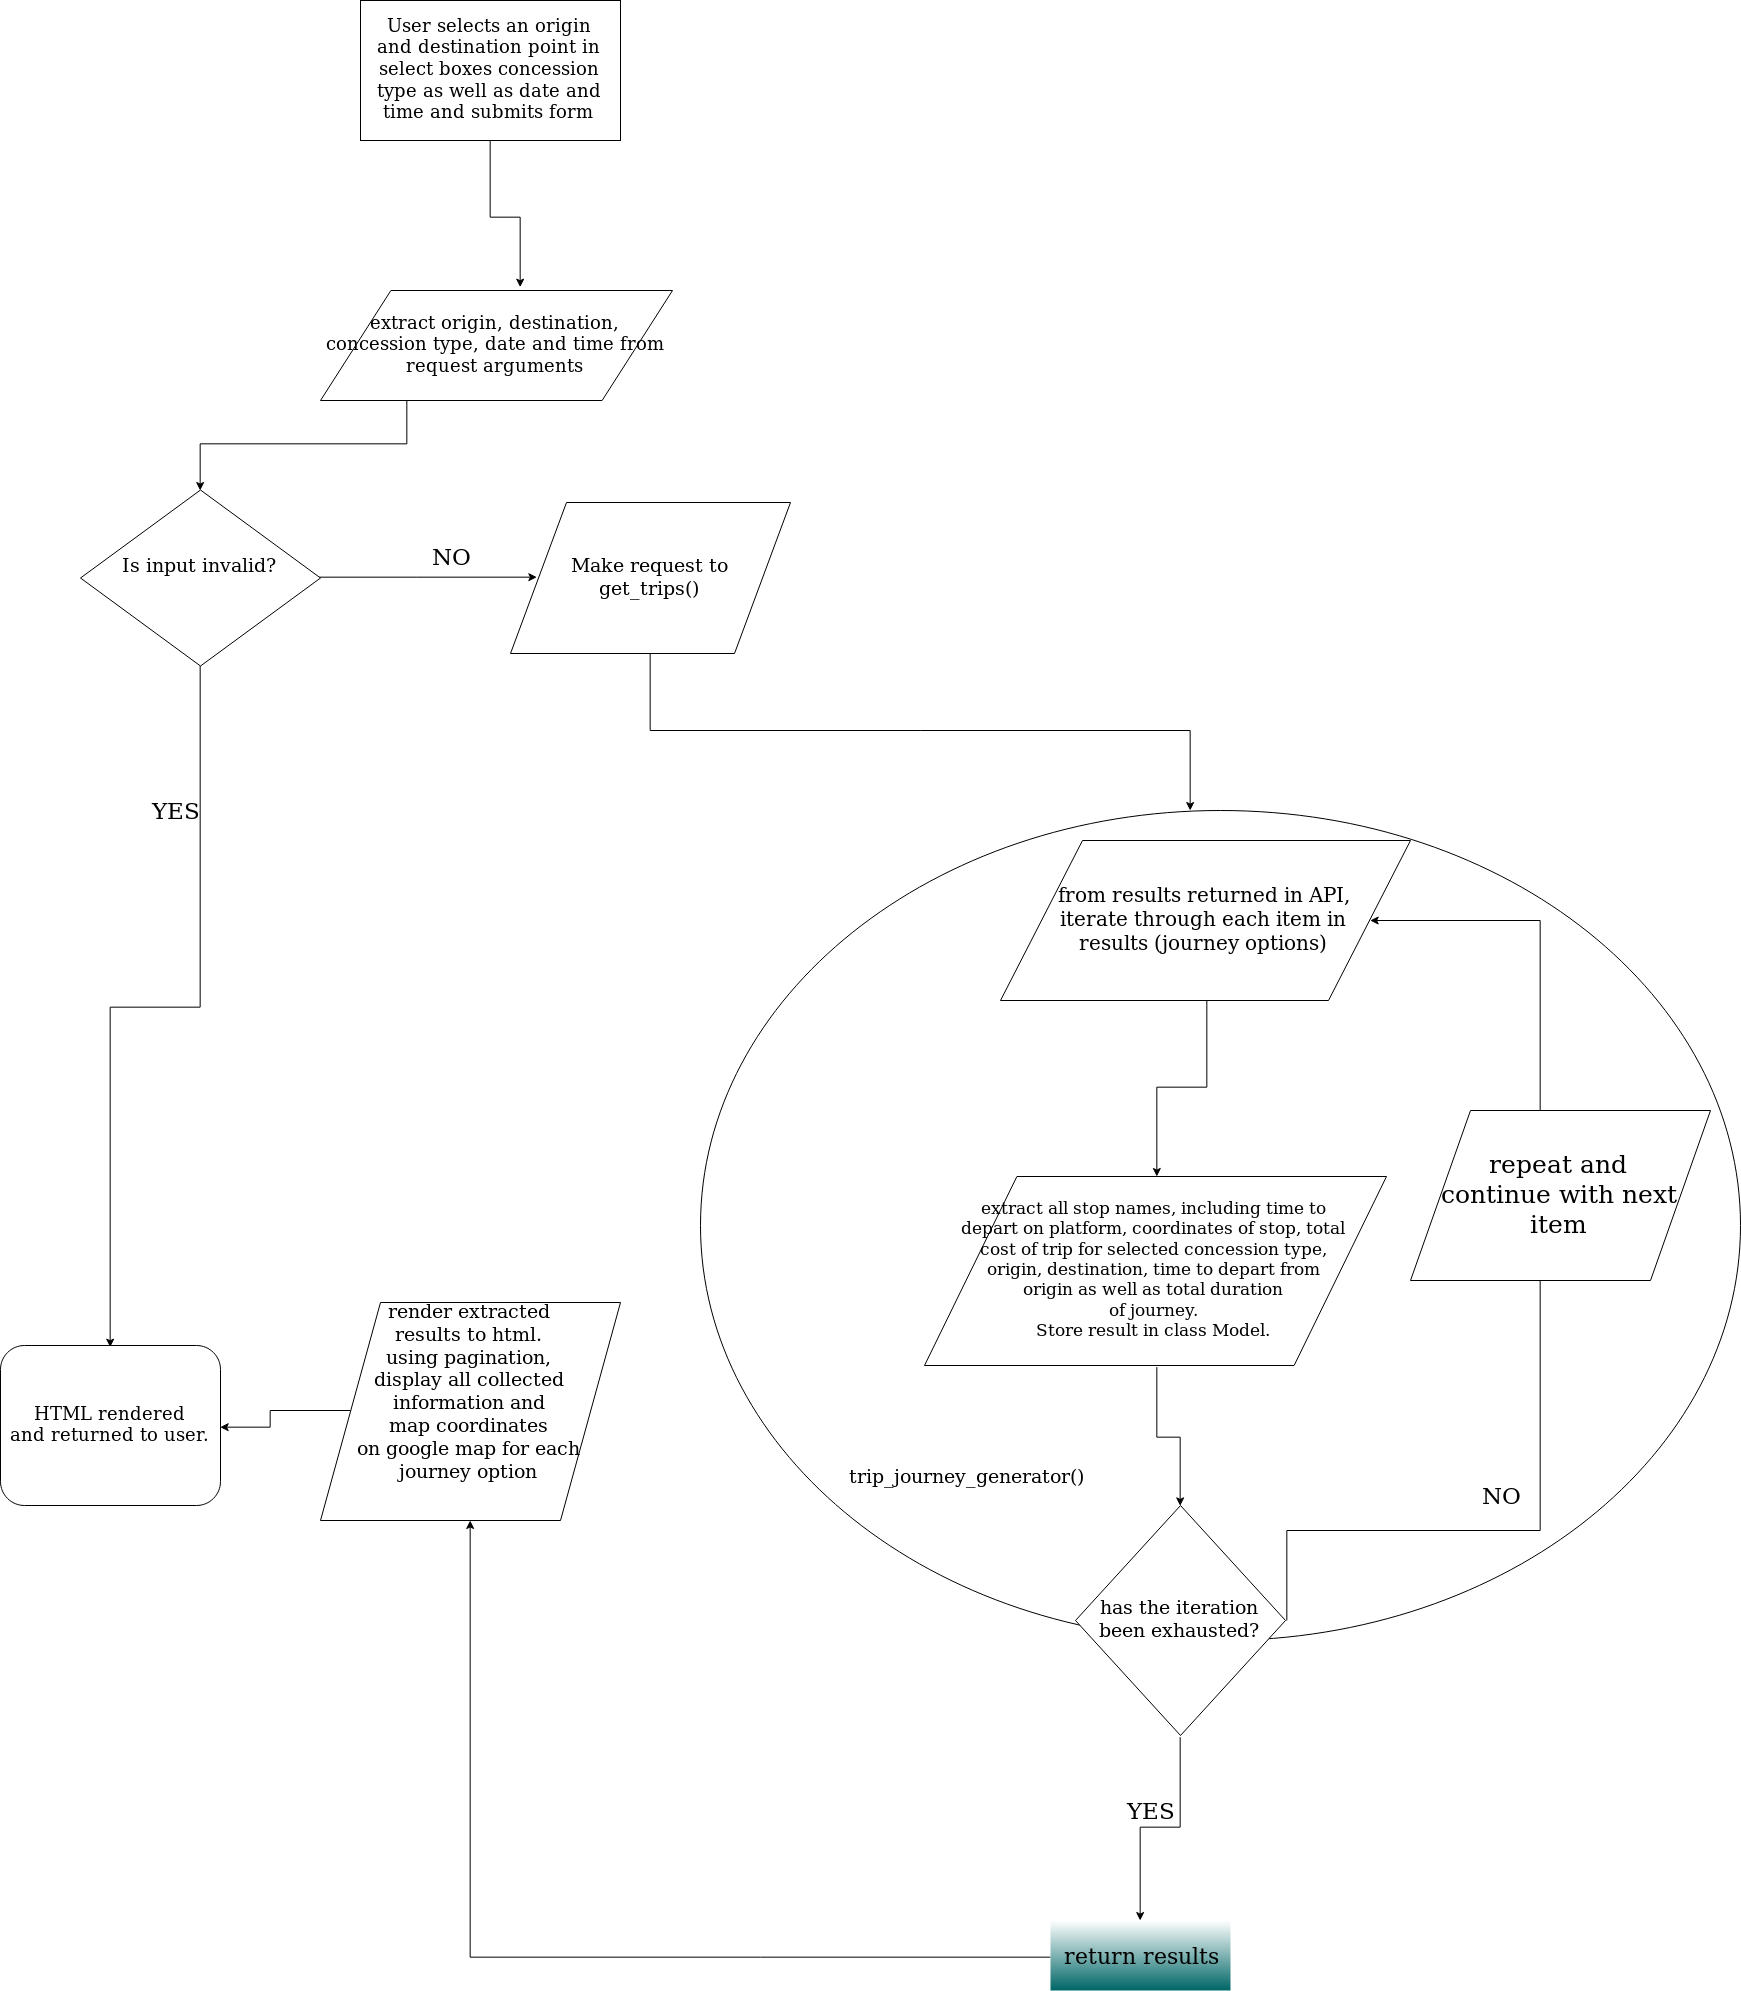 User selects an origin
and destination point in
select boxes concession
type as well as date and
time and submits form
extract origin, destination,
concession type, date and time from
request arguments
Is input invalid?
NO
Make request to
get_trips()
YES
from results returned in API,
iterate through each item in
results (journey options)
repeat and
continue with next
item
extract all stop names, including time to
depart on platform, coordinates of stop, total
cost of trip for selected concession type,
origin, destination, time to depart from
origin as well as total duration
of journey.
Store result in class Model.
trip_journey_generator()
NO
has the iteration
been exhausted?
YES
return results
render extracted
results to html.
using pagination,
display all collected
information and
map coordinates
on google map for each
journey option
HTML rendered
and returned to user.